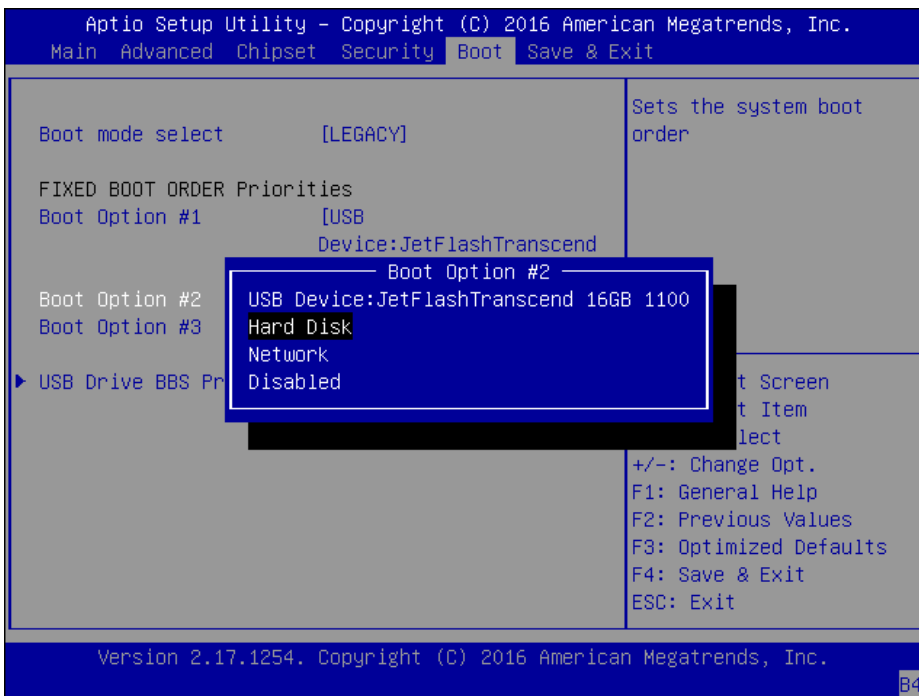 Aptio Setup Utility – Copyright (C) 2016 American Megatrends, Inc.
Main Advanced Chipset Security Boot Save & Exit
Boot mode select [LEGACY]
FIXED BOOT ORDER Priorities
Boot Option #1 [USB
Device:JetFlashTranscend
Boot Option #2
Boot Option #3
USB Drive BBS Pr
Boot Option #2
USB Device:JetFlashTranscend 16GB 1100
Hard Disk
Network
Disabled
Sets the system boot
order
t Screen
t Item
lect
+/-: Change Opt.
F1: General Help
F2: Previous Values
F3: Optimized Defaults
F4: Save & Exit
ESC: Exit
Version 2.17.1254. Copyright (C) 2016 American Megatrends, Inc.
B4